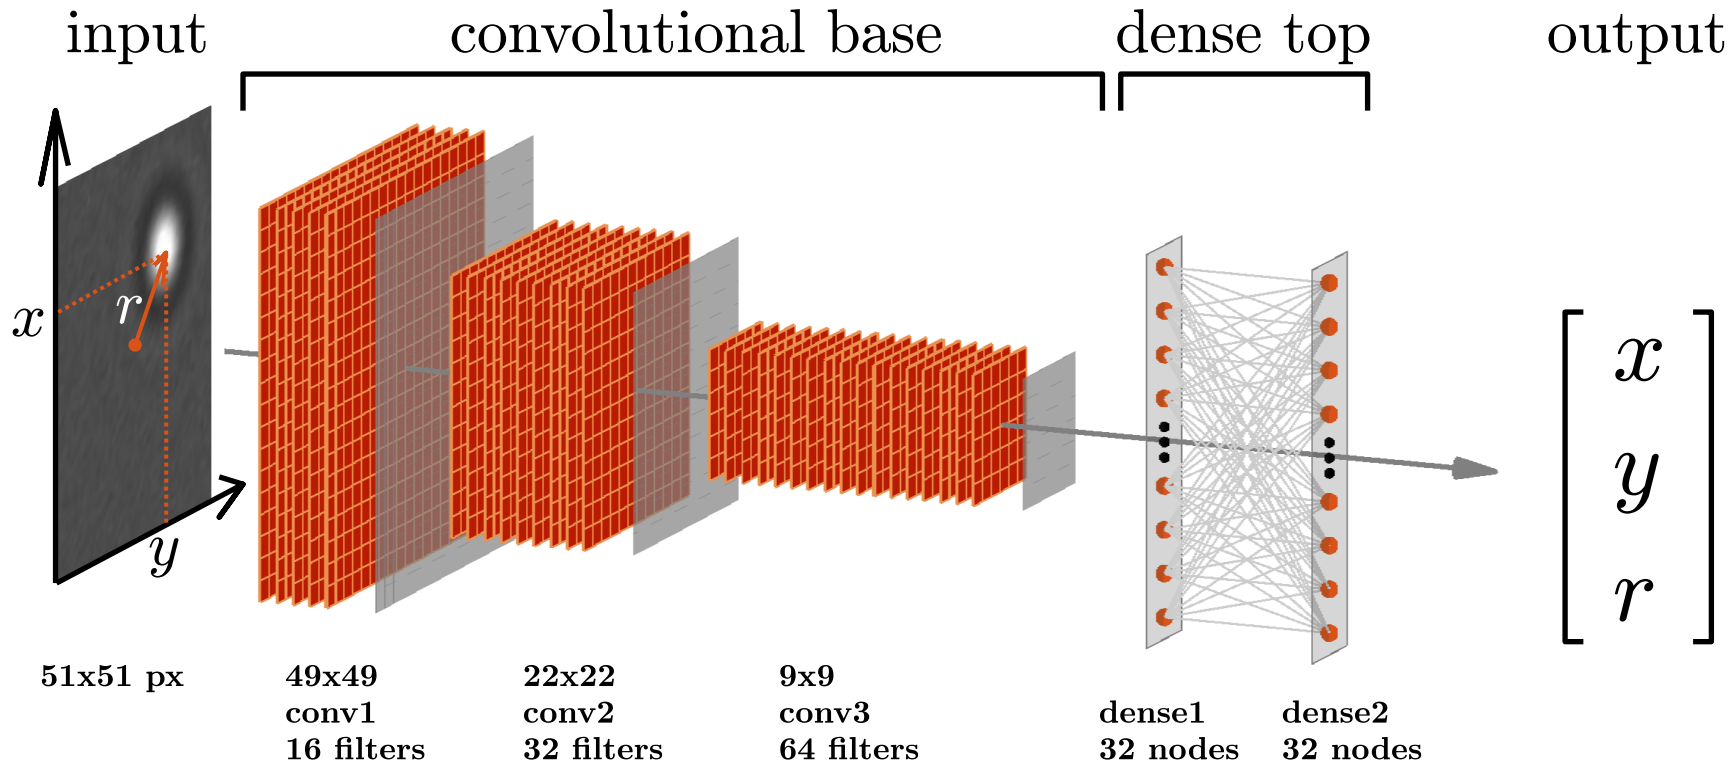 input
convolutional base
dense top
output
x
r
y
x
y
r
51x51 px
49x49
conv1
16 filters
22x22
conv2
32 filters
9x9
conv3
64 filters
dense1
32 nodes
dense2
32 nodes